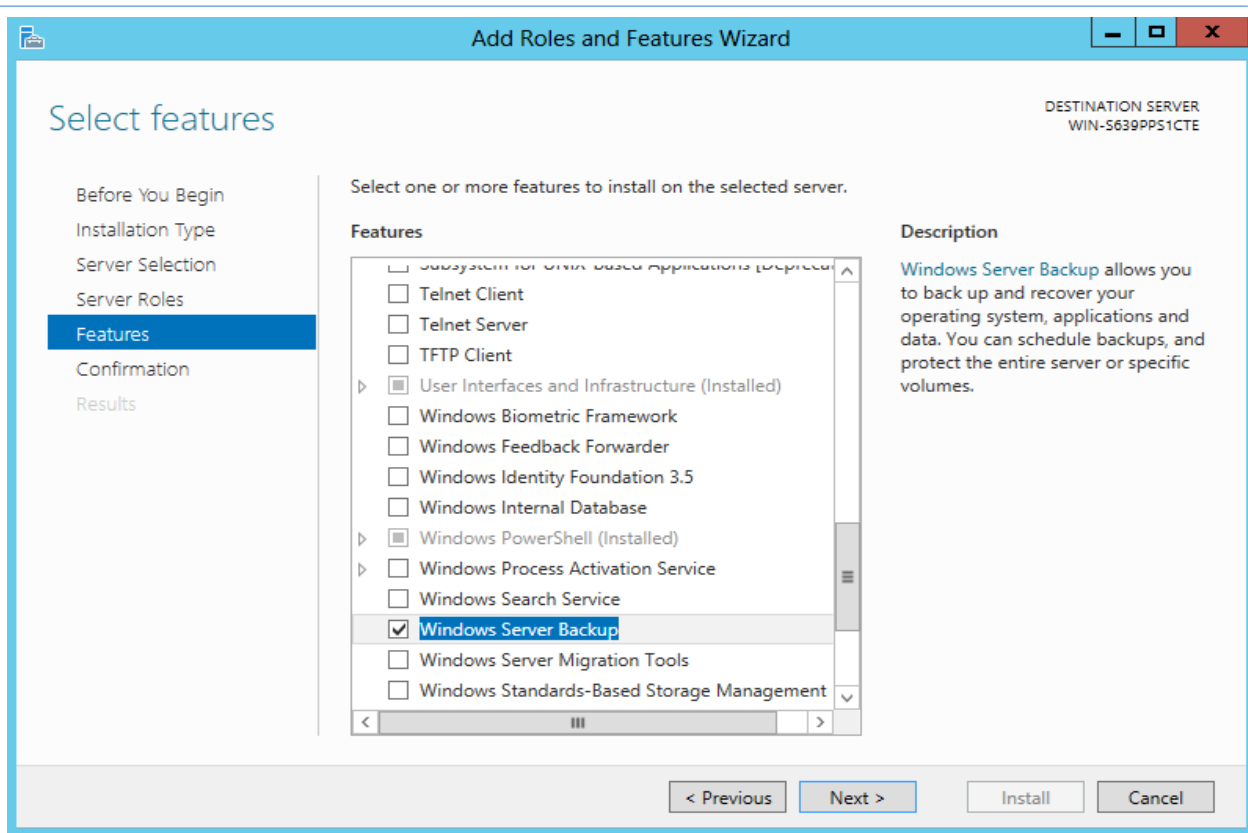 Add Roles and Features Wizard
Select features
DESTINATION SERVER
WIN-S639PPS1CTE
Before You Begin
Installation Type
Server Selection
Server Roles
Features
Confirmation
Results
Select one or more features to install on the selected server.
Features
Subsystem for UNIX-based Applications [Deprecat
Telnet Client
Telnet Server
TFTP Client
User Interfaces and Infrastructure (Installed)
Windows Biometric Framework
Windows Feedback Forwarder
Windows Identity Foundation 3.5
Windows Internal Database
Windows PowerShell (Installed)
Windows Process Activation Service
Windows Search Service
Windows Server Backup
Windows Server Migration Tools
Windows Standards-Based Storage Management
Description
Windows Server Backup allows you
to back up and recover your
operating system, applications and
data. You can schedule backups, and
protect the entire server or specific
volumes.
< Previous
Next >
Install
Cancel